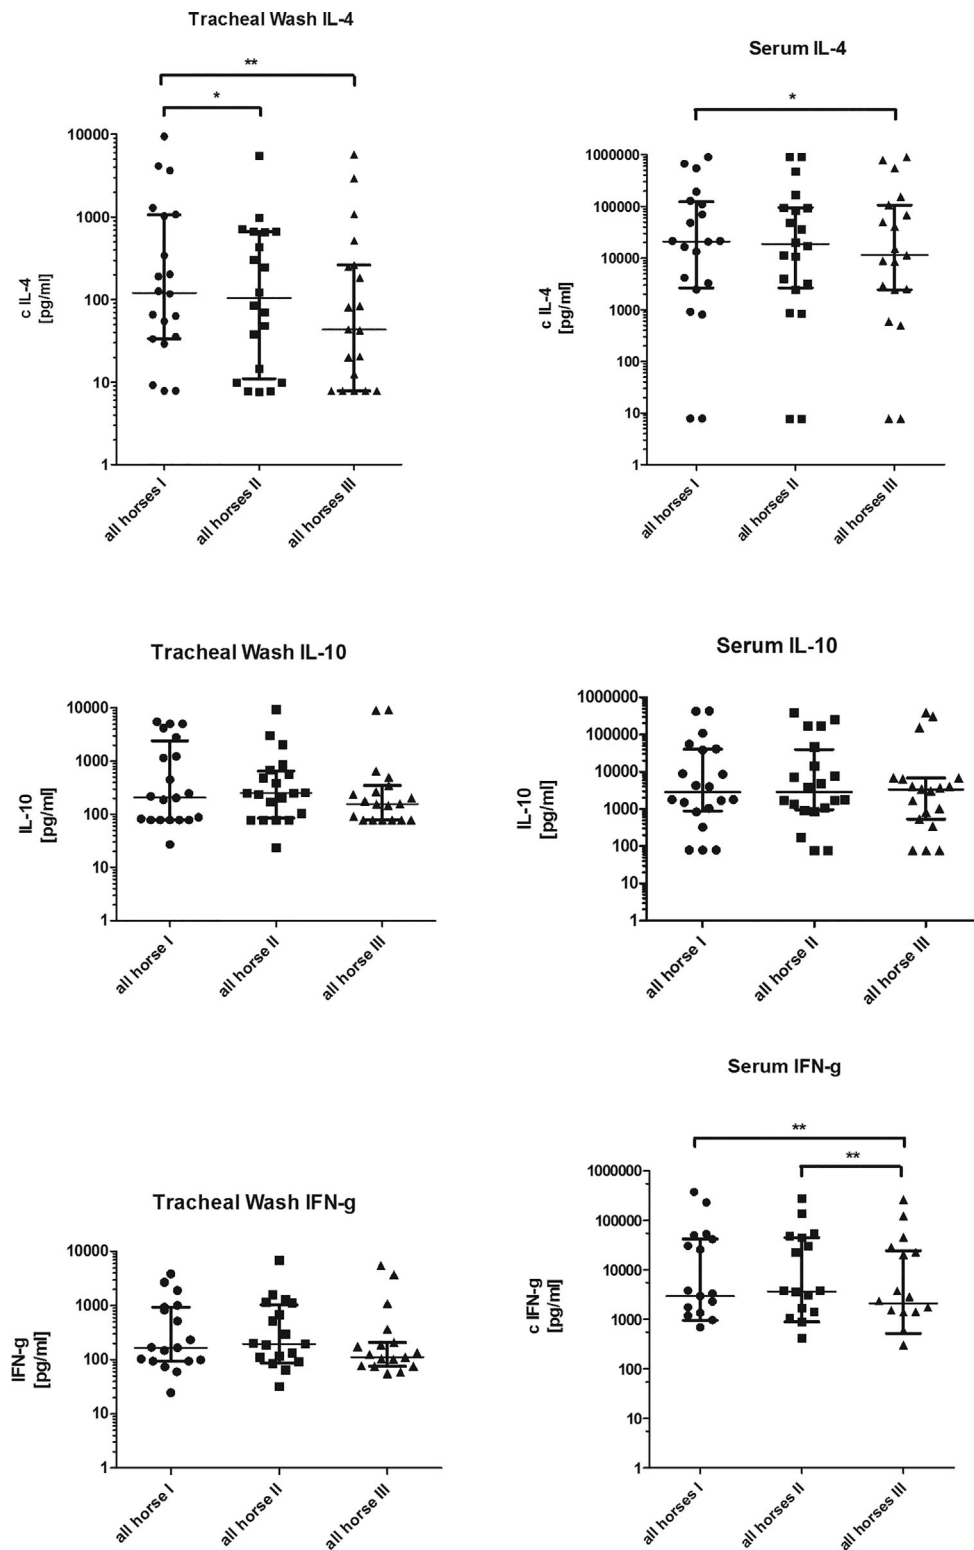 Tracheal Wash IL-4
**
*
10000
1000
100
10
1
c IL-4
[pg/ml]
all horses I
all horses II
all horses III
Serum IL-4
*
1000000
100000
10000
1000
100
10
1
c IL-4
[pg/ml]
all horses I
all horses II
all horses III
Tracheal Wash IL-10
10000
1000
100
10
1
IL-10
[pg/ml]
all horse I
all horse II
all horse III
Serum IL-10
1000000
100000
10000
1000
100
10
1
IL-10
[pg/ml]
all horse I
all horse II
all horse III
Tracheal Wash IFN-g
10000
1000
100
10
1
IFN-g
[pg/ml]
all horse I
all horse II
all horse III
Serum IFN-g
**
**
1000000
100000
10000
1000
100
10
1
c IFN-g
[pg/ml]
all horses I
all horses II
all horses III